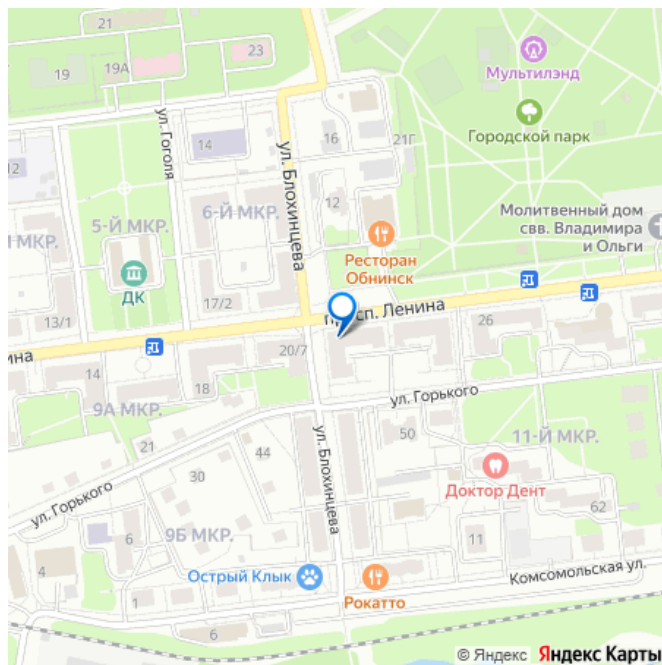 21
19
19А
23
Мультилэнд
Городской парк
ул. Гоголя
14
ул. Блохинцева
16
21Г
12
12
5-Й МКР.
6-Й МКР.
Й МКР.
Молитвенный дом
свв. Владимира
и Ольги
Ресторан
Обнинск
ДК
17/2
13/1
просп. Ленина
26
ина
20/7
14
18
9А МКР.
ул. Горького
21
50
11-Й МКР.
44
30
ул. Блохинцева
Доктор Дент
ул. Горького
62
9Б МКР.
6
11
4
Острый Клык
Рокатто
Комсомольская ул.
1
6
© Яндекс Яндекс Карты